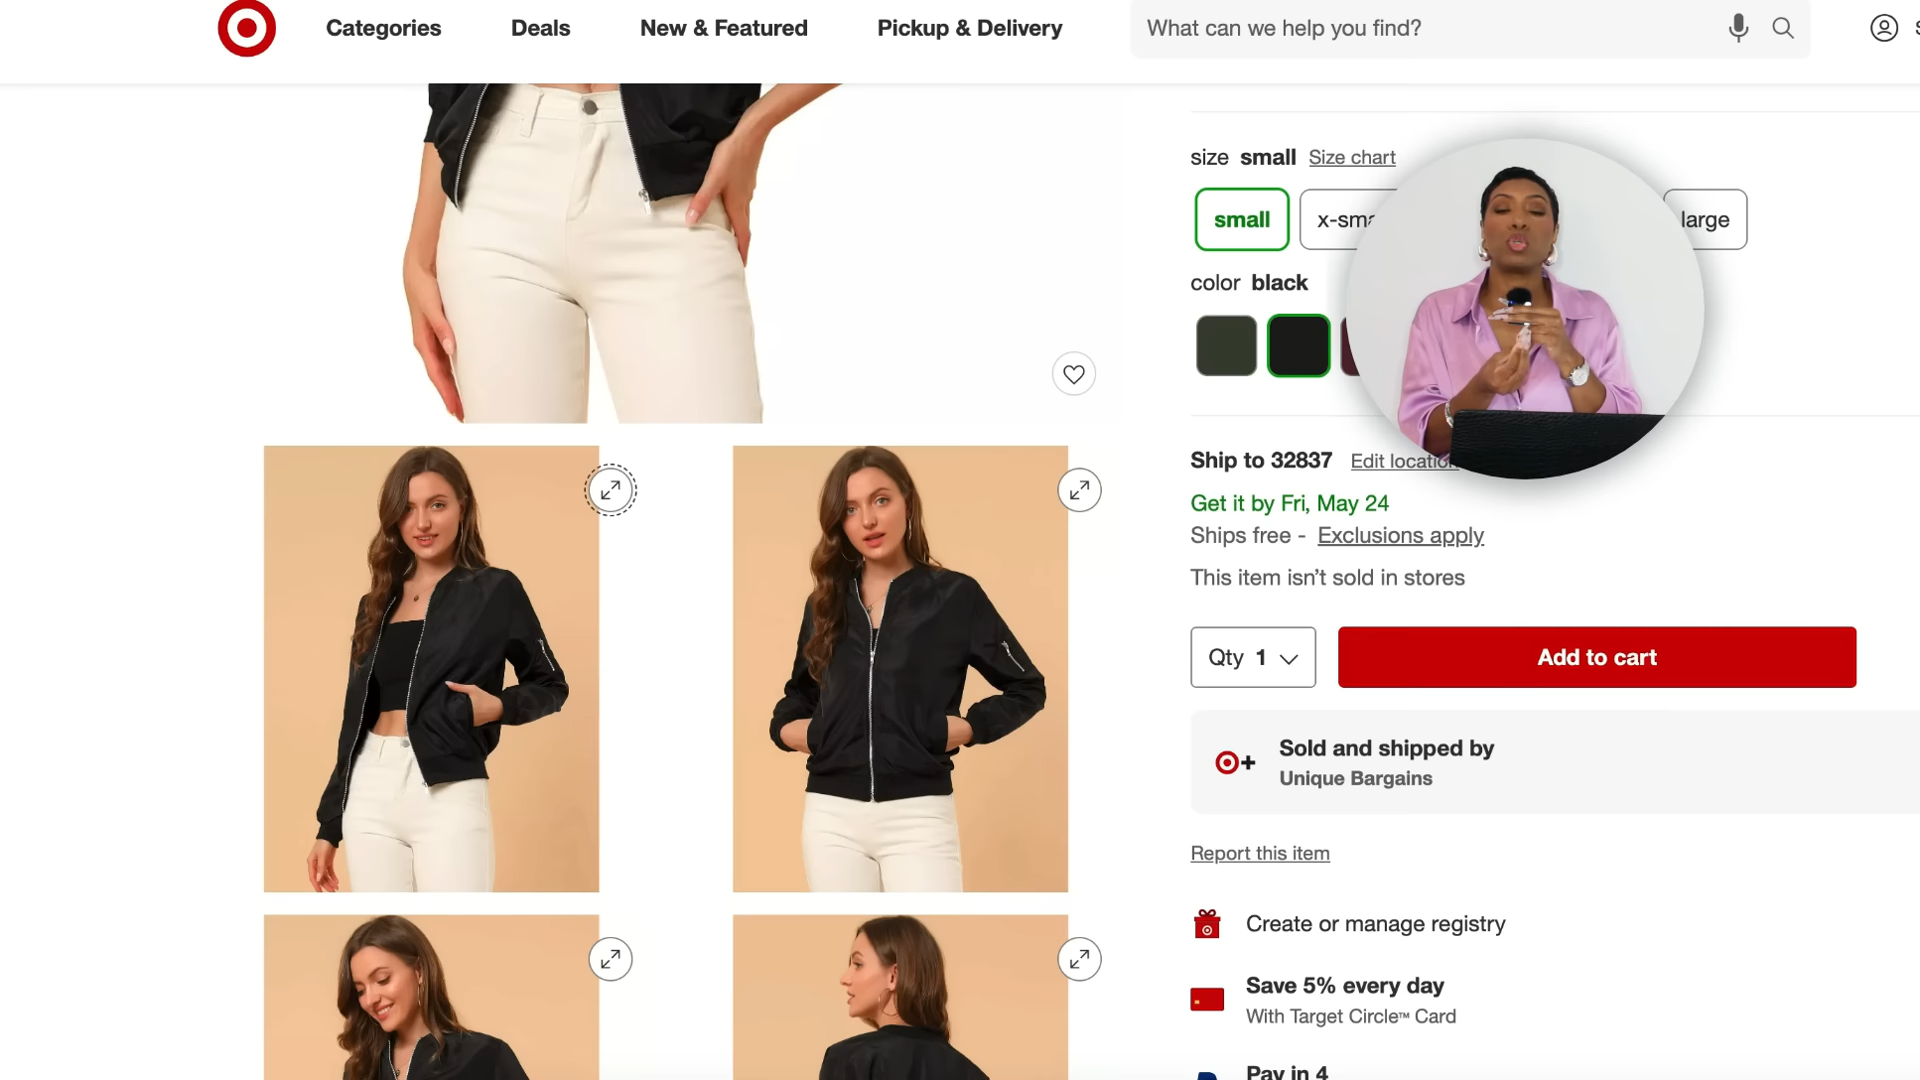 Categories
Deals
New & Featured
Pickup & Delivery
What can we help you find?
size small Size chart
small
large
color black
Ship to 32837
Get it by Fri, May 24
Ships free - Exclusions apply
This item isn't sold in stores
Qty 1
Add to cart
Sold and shipped by
Unique Bargains
Report this item
Create or manage registry
Save 5% every day
With Target Circle™ Card
Pay in 4